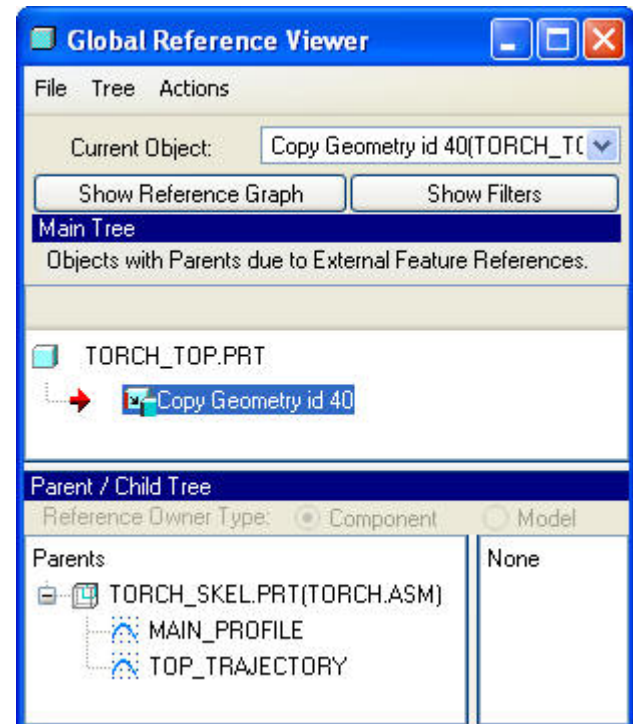 Global Reference Viewer
File Tree Actions
Current Object: Copy Geometry id 40(TORCH_TO
Show Reference Graph Show Filters
Main Tree
Objects with Parents due to External Feature References.
TORCH_TOP.PRT
Copy Geometry id 40
Parent / Child Tree
Reference Owner Type: Component Model
Parents None
TORCH_SKEL.PRT(TORCH.ASM)
MAIN_PROFILE
TOP_TRAJECTORY